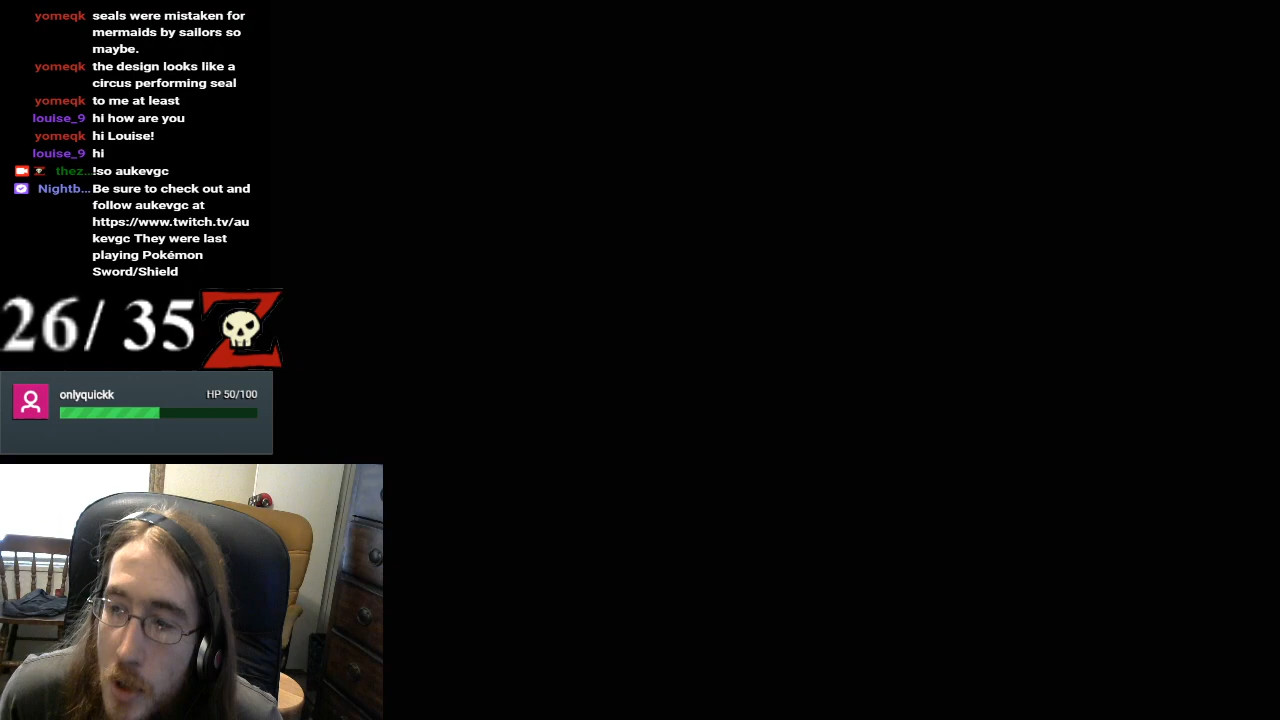 yomeqk seals were mistaken for
mermaids by sailors so
maybe.
yomeqk the design looks like a
circus performing seal
yomeqk to me at least
louise_9 hi how are you
yomeqk hi Louise!
louise_9 hi
thez... !so aukevgc
Nightb... Be sure to check out and
follow aukevgc at
https://www.twitch.tv/au
kevgc They were last
playing Pokémon
Sword/Shield
26/ 35 Z
onlyquickk HP 50/100